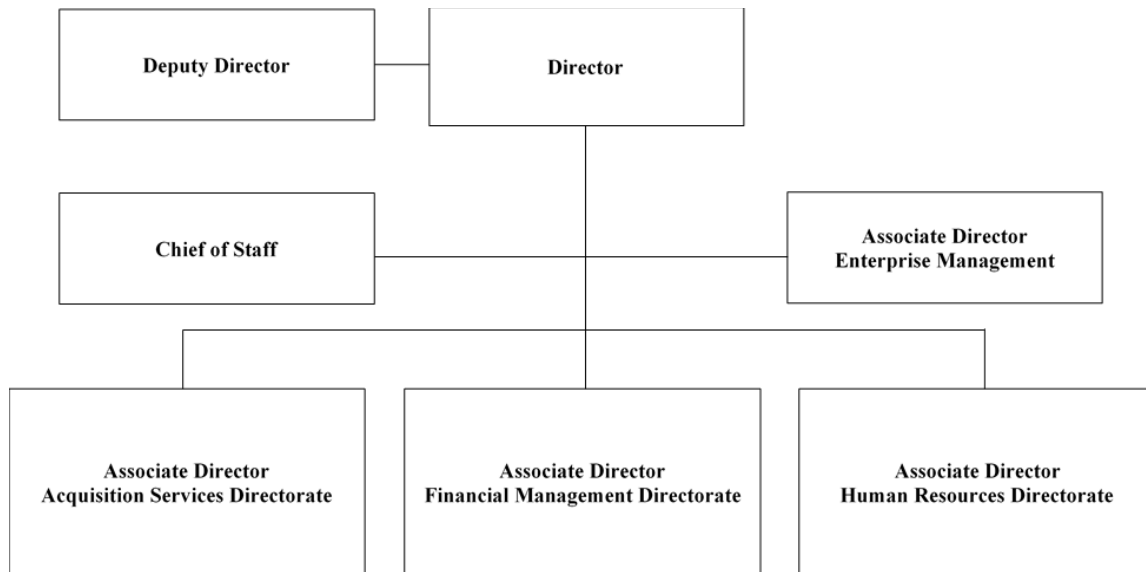 Deputy Director
Director
Chief of Staff
Associate Director
Enterprise Management
Associate Director
Acquisition Services Directorate
Associate Director
Financial Management Directorate
Associate Director
Human Resources Directorate